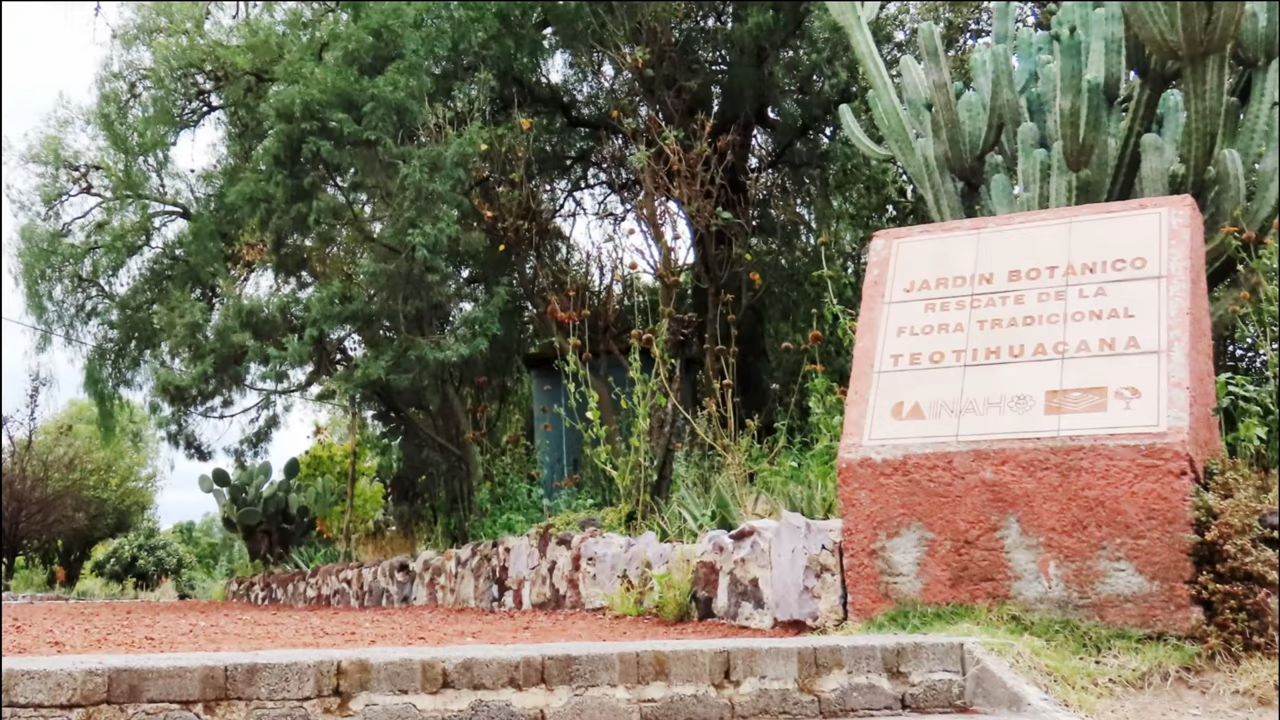 JARDIN BOTANICO
RESCATE DE LA
FLORA TRADICIONAL
TEOTIHUACANA
INAH